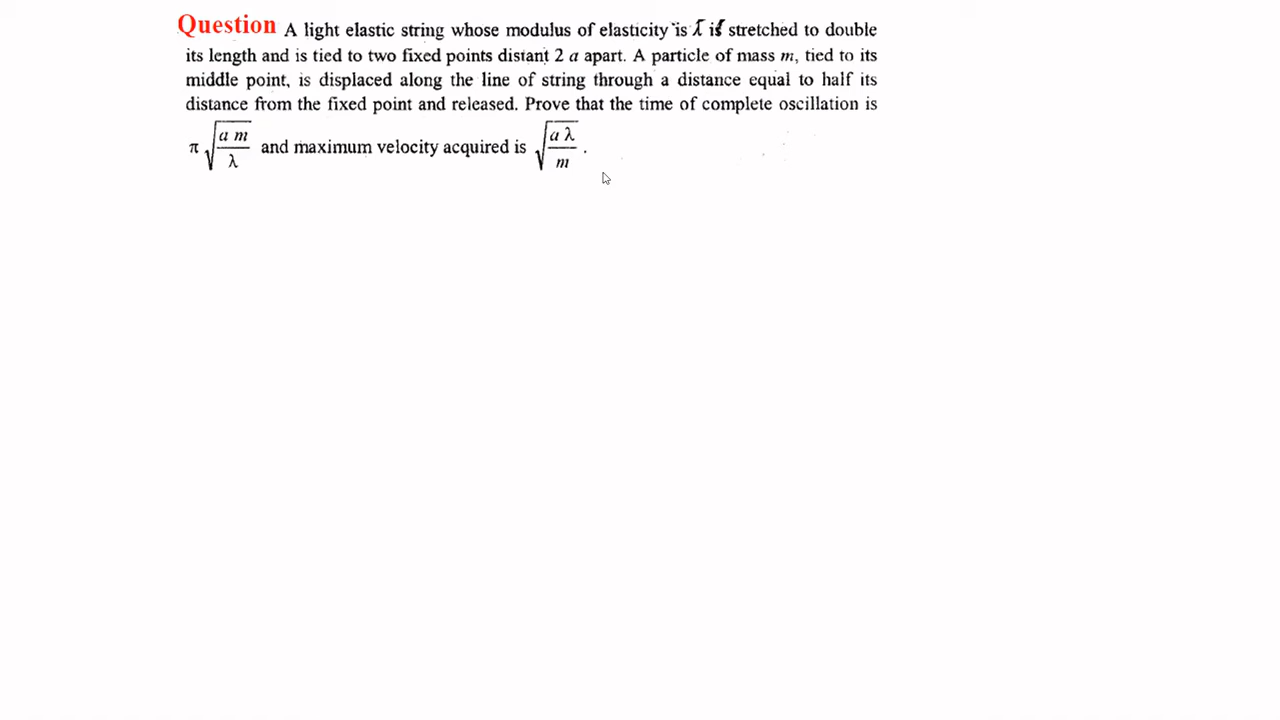 Question A light elastic string whose modulus of elasticity is λ is stretched to double
its length and is tied to two fixed points distant 2 a apart. A particle of mass m, tied to its
middle point, is displaced along the line of string through a distance equal to half its
distance from the fixed point and released. Prove that the time of complete oscillation is
π √(a m / λ) and maximum velocity acquired is √(a λ / m) .